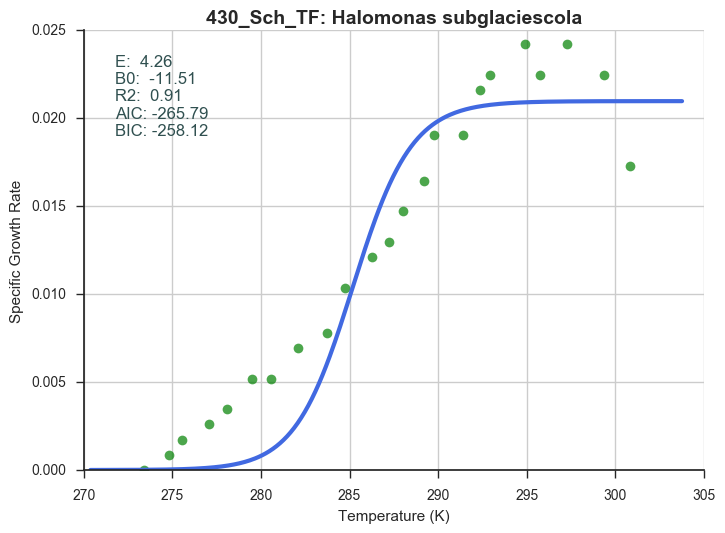 430_Sch_TF: Halomonas subglaciescola
E:  4.26
B0:  -11.51
R2:  0.91
AIC: -265.79
BIC: -258.12
0.025
0.020
0.015
0.010
0.005
0.000
Specific Growth Rate
270 275 280 285 290 295 300 305
Temperature (K)